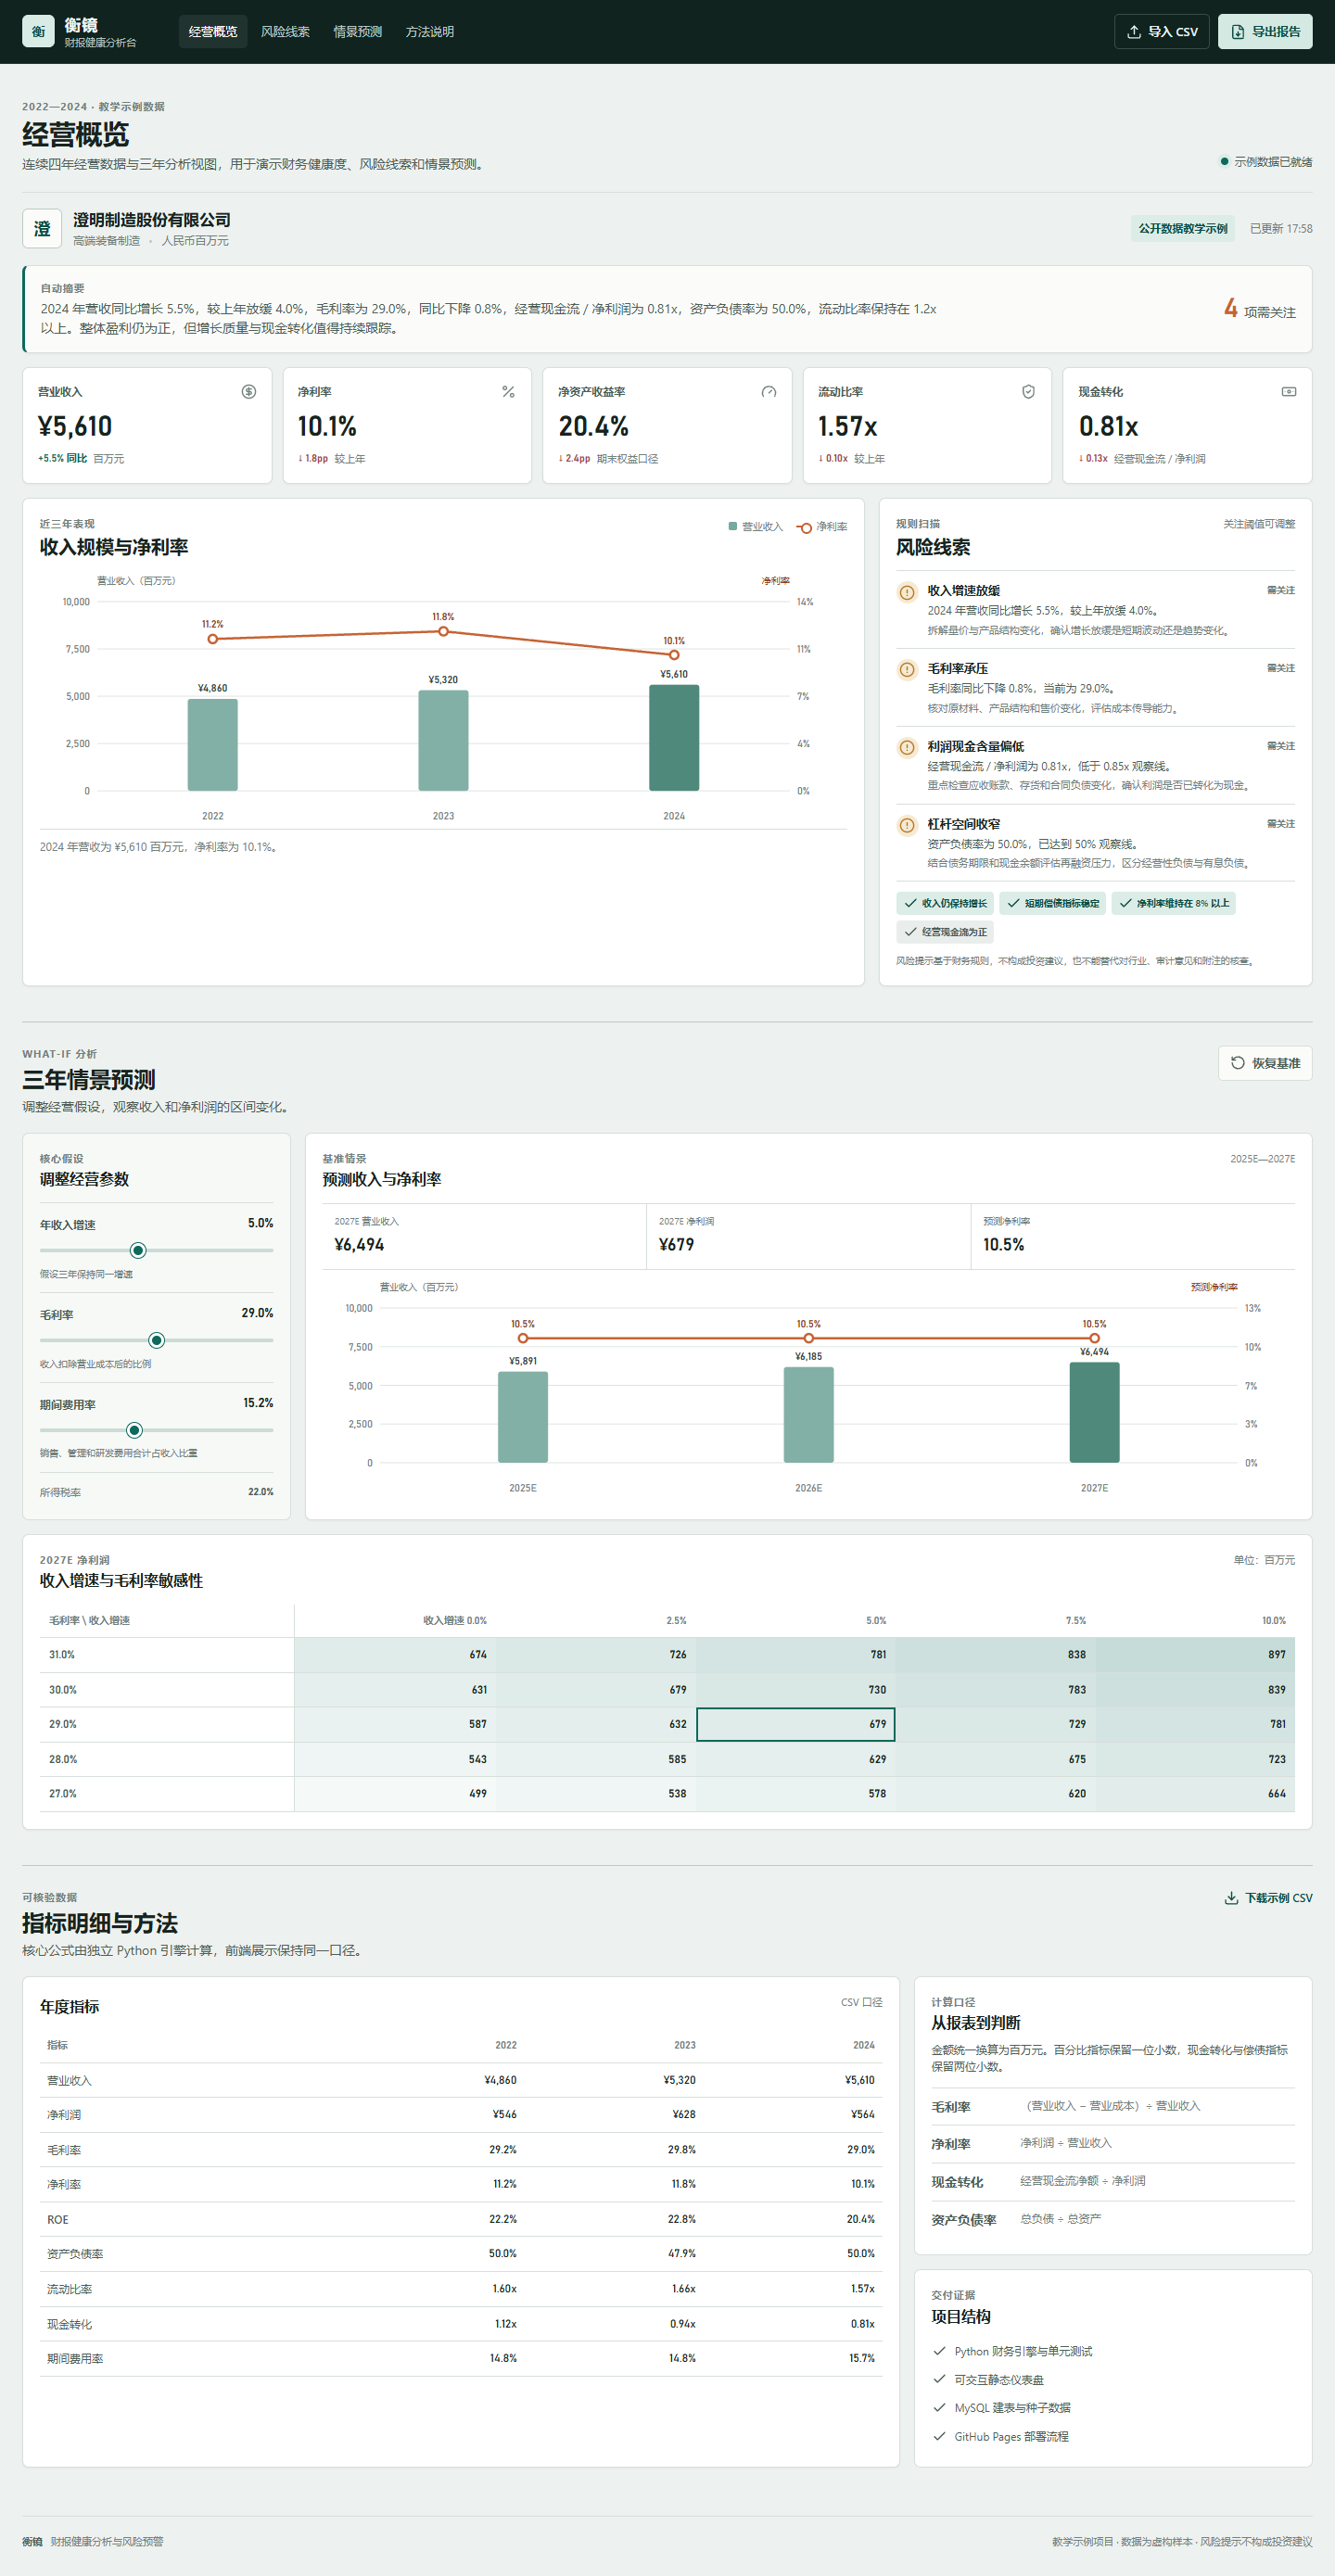 衡
衡镜
财报健康分析台
经营概览
风险线索
情景预测
方法说明
导入 CSV
导出报告
2022—2024 · 教学示例数据
经营概览
连续四年经营数据与三年分析视图，用于演示财务健康度、风险线索和情景预测。
示例数据已就绪
澄
澄明制造股份有限公司
高端装备制造 · 人民币百万元
公开数据教学示例
已更新 17:58
自动摘要
2024 年营收同比增长 5.5%，较上年放缓 4.0%，毛利率为 29.0%，同比下降 0.8%，经营现金流 / 净利润为 0.81x，资产负债率为 50.0%，流动比率保持在 1.2x
以上。整体盈利仍为正，但增长质量与现金转化值得持续跟踪。
4 项需关注
营业收入
¥5,610
+5.5% 同比 百万元
净利率
10.1%
↓ 1.8pp 较上年
净资产收益率
20.4%
↓ 2.4pp 期末权益口径
流动比率
1.57x
↓ 0.10x 较上年
现金转化
0.81x
↓ 0.13x 经营现金流 / 净利润
近三年表现
收入规模与净利率
营业收入 净利率
营业收入（百万元）
净利率
10,000
7,500
5,000
2,500
0
14%
11%
7%
4%
0%
11.2%
11.8%
10.1%
¥4,860
¥5,320
¥5,610
2022
2023
2024
2024 年营收为 ¥5,610 百万元，净利率为 10.1%。
规则扫描
风险线索
关注阈值可调整
收入增速放缓
需关注
2024 年营收同比增长 5.5%，较上年放缓 4.0%。
拆解量价与产品结构变化，确认增长放缓是短期波动还是趋势变化。
毛利率承压
需关注
毛利率同比下降 0.8%，当前为 29.0%。
核对原材料、产品结构和售价变化，评估成本传导能力。
利润现金含量偏低
需关注
经营现金流 / 净利润为 0.81x，低于 0.85x 观察线。
重点检查应收账款、存货和合同负债变化，确认利润是否已转化为现金。
杠杆空间收窄
需关注
资产负债率为 50.0%，已达到 50% 观察线。
结合债务期限和现金余额评估再融资压力，区分经营性负债与有息负债。
收入仍保持增长
短期偿债指标稳定
净利率维持在 8% 以上
经营现金流为正
风险提示基于财务规则，不构成投资建议，也不能替代对行业、审计意见和附注的核查。
WHAT-IF 分析
三年情景预测
调整经营假设，观察收入和净利润的区间变化。
恢复基准
核心假设
调整经营参数
年收入增速 5.0%
假设三年保持同一增速
毛利率 29.0%
收入扣除营业成本后的比例
期间费用率 15.2%
销售、管理和研发费用合计占收入比重
所得税率 22.0%
基准情景
预测收入与净利率
2025E—2027E
2027E 营业收入
¥6,494
2027E 净利润
¥679
预测净利率
10.5%
营业收入（百万元）
预测净利率
10,000
7,500
5,000
2,500
0
13%
10%
7%
3%
0%
10.5%
10.5%
10.5%
¥5,891
¥6,185
¥6,494
2025E
2026E
2027E
2027E 净利润
收入增速与毛利率敏感性
单位：百万元
毛利率 \ 收入增速 收入增速 0.0% 2.5% 5.0% 7.5% 10.0%
31.0% 674 726 781 838 897
30.0% 631 679 730 783 839
29.0% 587 632 679 729 781
28.0% 543 585 629 675 723
27.0% 499 538 578 620 664
可核验数据
指标明细与方法
核心公式由独立 Python 引擎计算，前端展示保持同一口径。
下载示例 CSV
年度指标
CSV 口径
指标 2022 2023 2024
营业收入 ¥4,860 ¥5,320 ¥5,610
净利润 ¥546 ¥628 ¥564
毛利率 29.2% 29.8% 29.0%
净利率 11.2% 11.8% 10.1%
ROE 22.2% 22.8% 20.4%
资产负债率 50.0% 47.9% 50.0%
流动比率 1.60x 1.66x 1.57x
现金转化 1.12x 0.94x 0.81x
期间费用率 14.8% 14.8% 15.7%
计算口径
从报表到判断
金额统一换算为百万元。百分比指标保留一位小数，现金转化与偿债指标
保留两位小数。
毛利率 （营业收入 − 营业成本）÷ 营业收入
净利率 净利润 ÷ 营业收入
现金转化 经营现金流净额 ÷ 净利润
资产负债率 总负债 ÷ 总资产
交付证据
项目结构
Python 财务引擎与单元测试
可交互静态仪表盘
MySQL 建表与种子数据
GitHub Pages 部署流程
衡镜 财报健康分析与风险预警
教学示例项目 · 数据为虚构样本 · 风险提示不构成投资建议